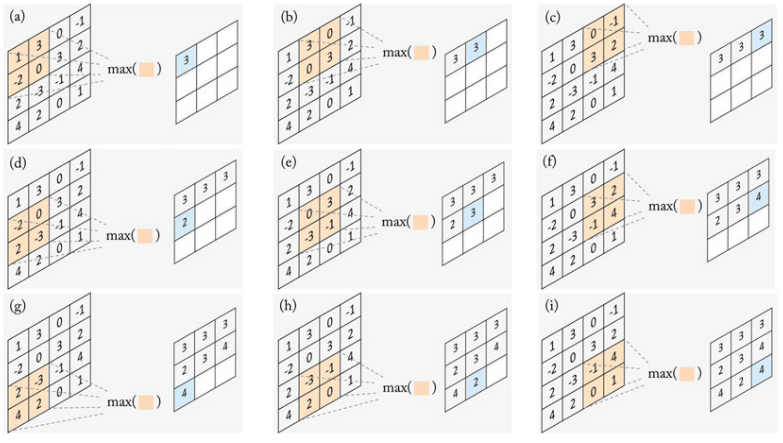 (a)
1 3 0 -1
-2 0 3 2
2 -3 -1 4
4 2 0 1
max( )
3
(b)
1 3 0 -1
-2 0 3 2
2 -3 -1 4
4 2 0 1
max( )
3 3
(c)
1 3 0 -1
-2 0 3 2
2 -3 -1 4
4 2 0 1
max( )
3 3 3
(d)
1 3 0 -1
-2 0 3 2
2 -3 -1 4
4 2 0 1
max( )
3 3 3
2
(e)
1 3 0 -1
-2 0 3 2
2 -3 -1 4
4 2 0 1
max( )
3 3 3
2 3
(f)
1 3 0 -1
-2 0 3 2
2 -3 -1 4
4 2 0 1
max( )
3 3 3
2 3 4
(g)
1 3 0 -1
-2 0 3 2
2 -3 -1 4
4 2 0 1
max( )
3 3 3
2 3 4
4
(h)
1 3 0 -1
-2 0 3 2
2 -3 -1 4
4 2 0 1
max( )
3 3 3
2 3 4
4 2
(i)
1 3 0 -1
-2 0 3 2
2 -3 -1 4
4 2 0 1
max( )
3 3 3
2 3 4
4 2 4